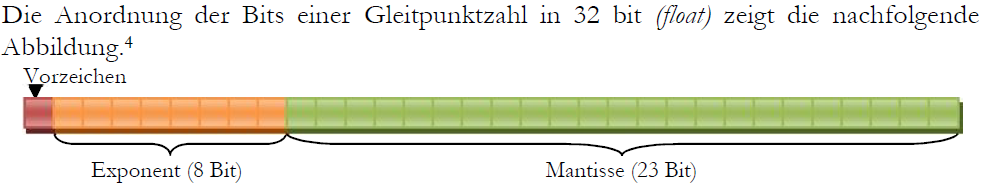 Die Anordnung der Bits einer Gleitpunktzahl in 32 bit (float) zeigt die nachfolgende
Abbildung.⁴
Vorzeichen
Exponent (8 Bit)
Mantisse (23 Bit)